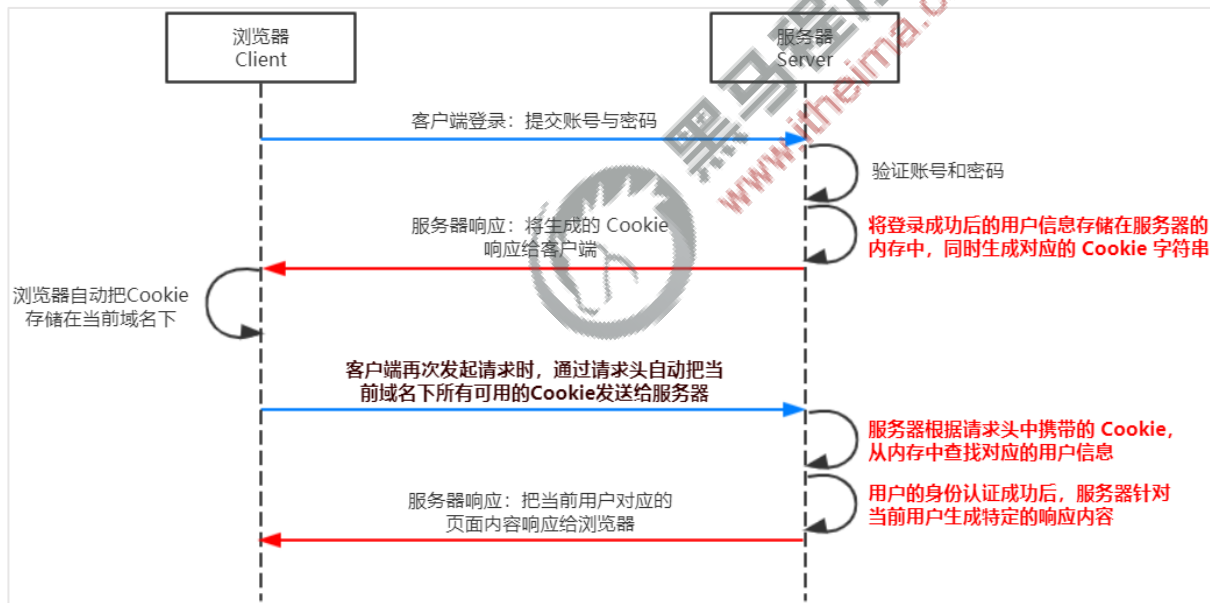 浏览器
Client
服务器
Server
黑马程
www.itheima.c
客户端登录：提交账号与密码
验证账号和密码
将登录成功后的用户信息存储在服务器的
内存中，同时生成对应的 Cookie 字符串
服务器响应：将生成的 Cookie
响应给客户端
浏览器自动把Cookie
存储在当前域名下
客户端再次发起请求时，通过请求头自动把当
前域名下所有可用的Cookie发送给服务器
服务器根据请求头中携带的 Cookie，
从内存中查找对应的用户信息
用户的身份认证成功后，服务器针对
当前用户生成特定的响应内容
服务器响应：把当前用户对应的
页面内容响应给浏览器